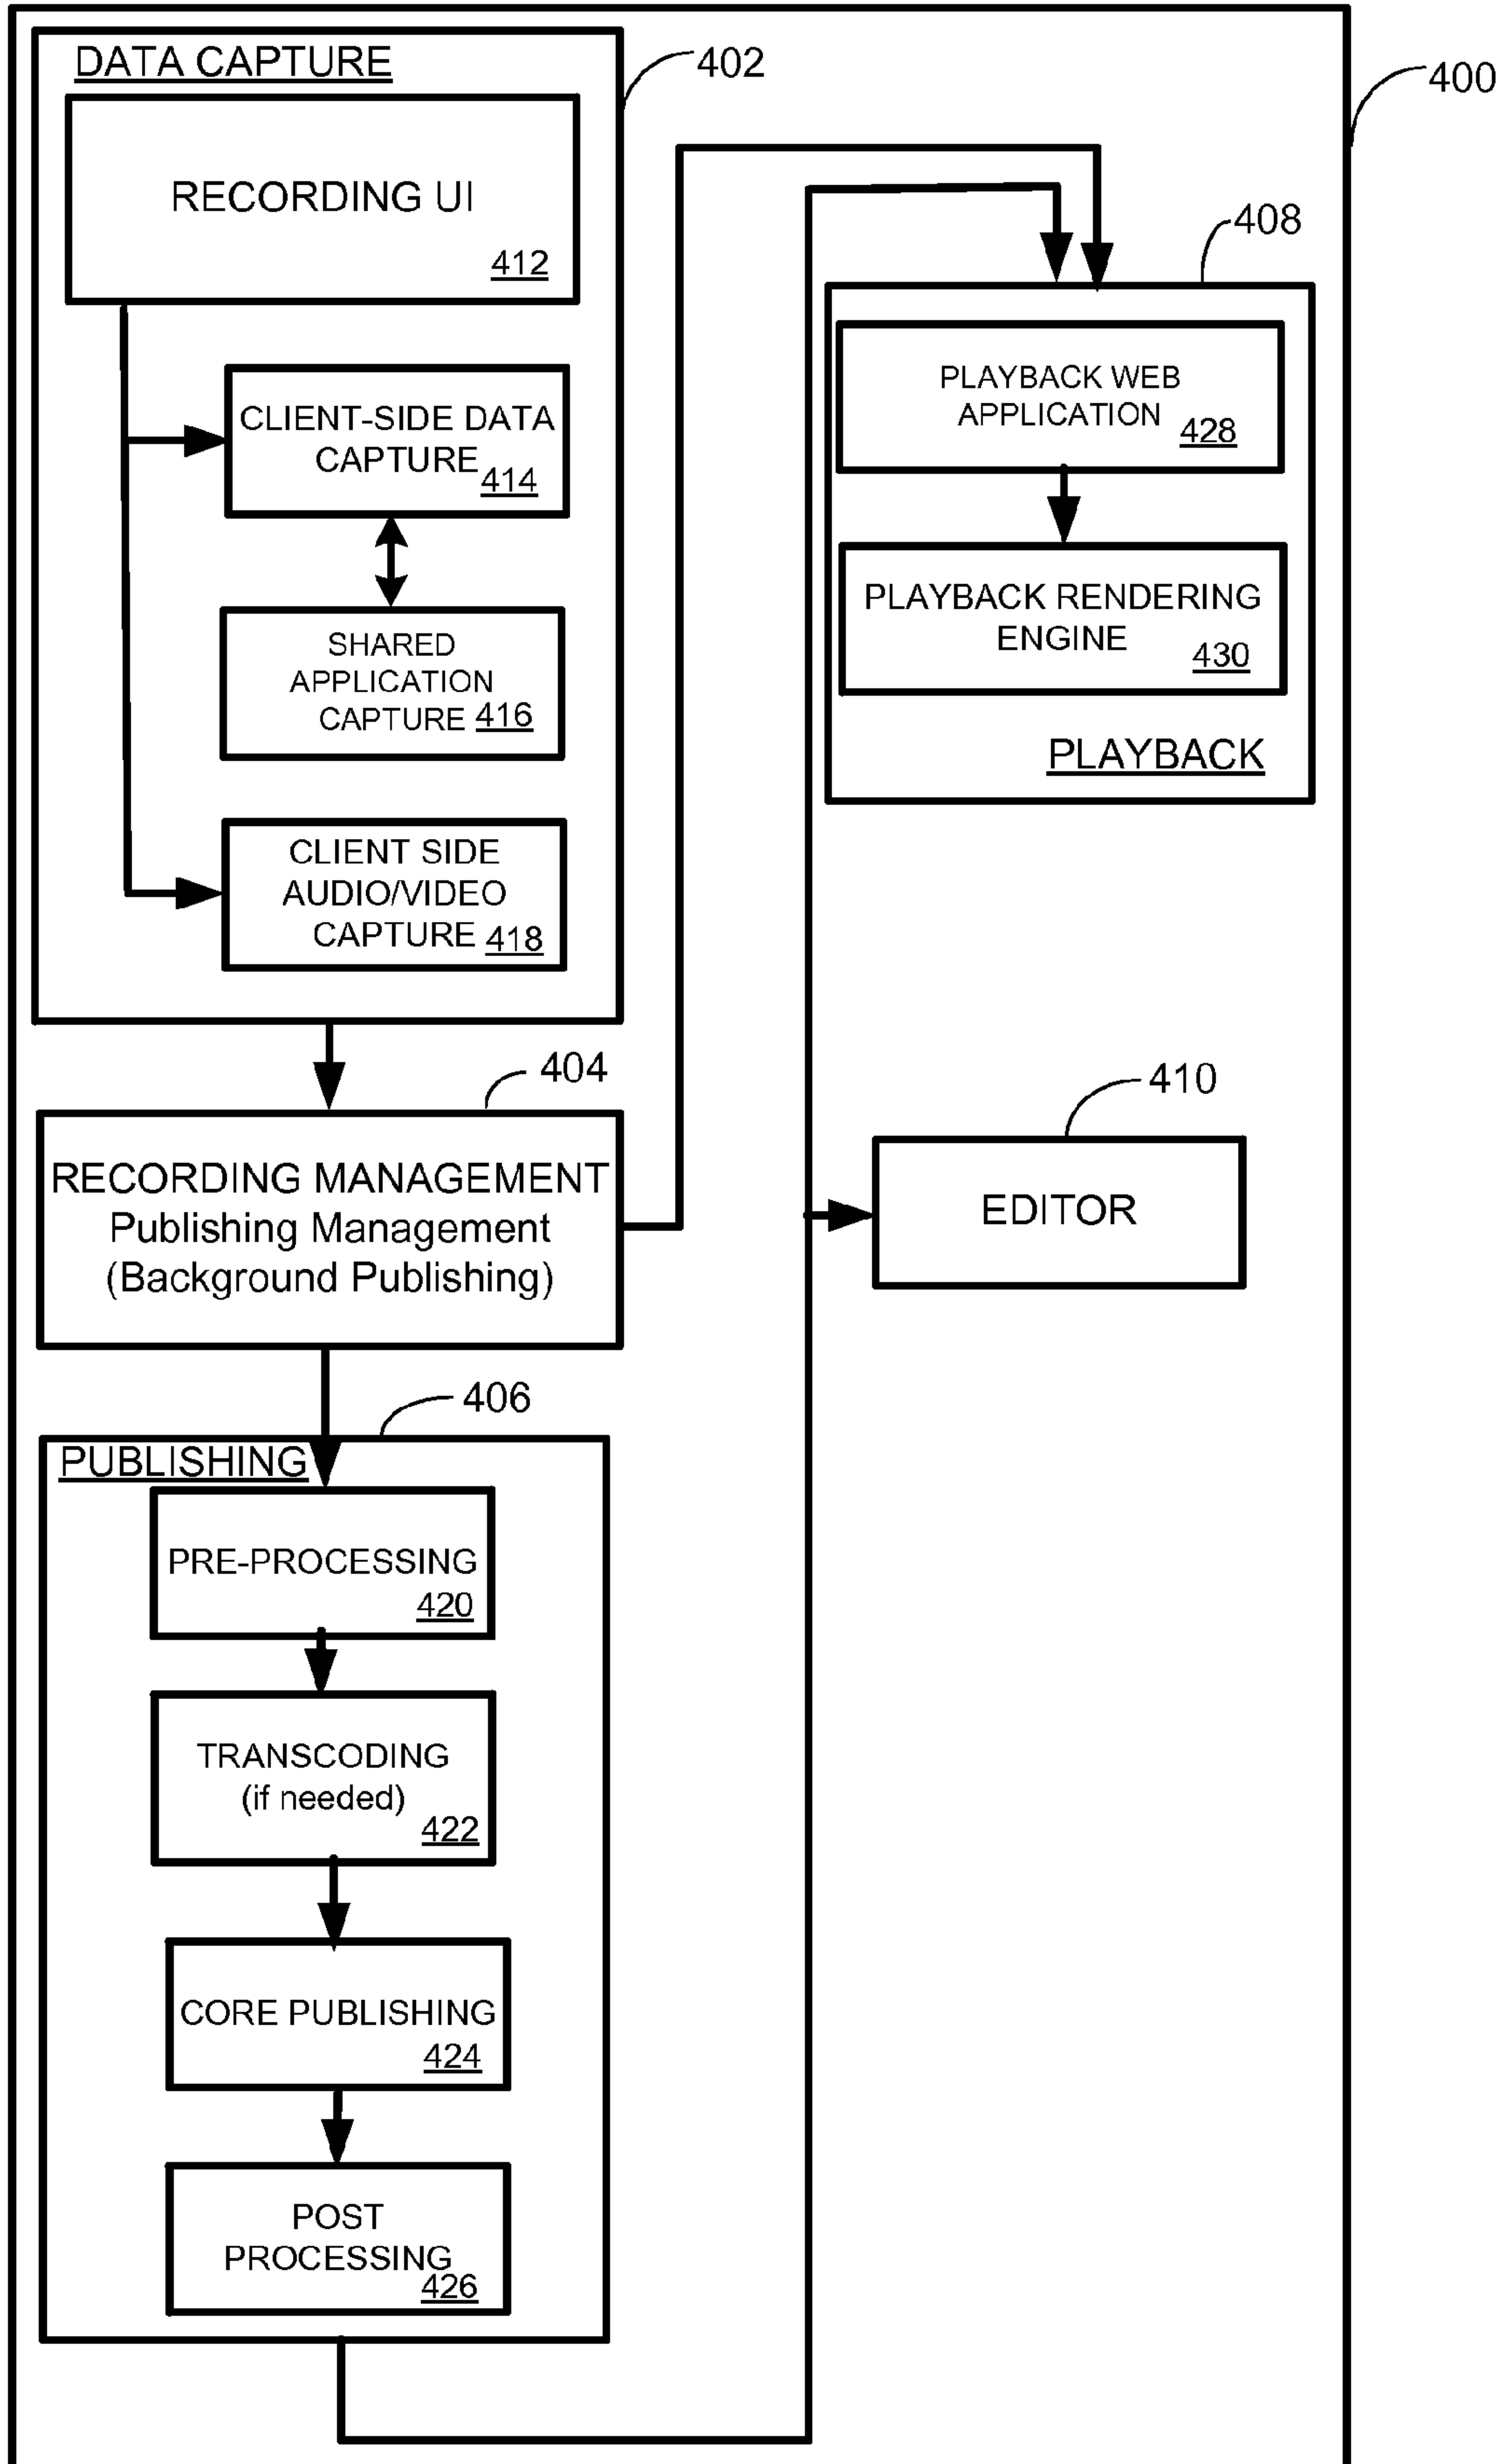 DATA CAPTURE
402
400
RECORDING UI
412
408
CLIENT-SIDE DATA
CAPTURE
414
SHARED
APPLICATION
CAPTURE 416
CLIENT SIDE
AUDIO/VIDEO
CAPTURE 418
PLAYBACK WEB
APPLICATION
428
PLAYBACK RENDERING
ENGINE
430
PLAYBACK
404
RECORDING MANAGEMENT
Publishing Management
(Background Publishing)
410
EDITOR
406
PUBLISHING
PRE-PROCESSING
420
TRANSCODING
(if needed)
422
CORE PUBLISHING
424
POST
PROCESSING
426